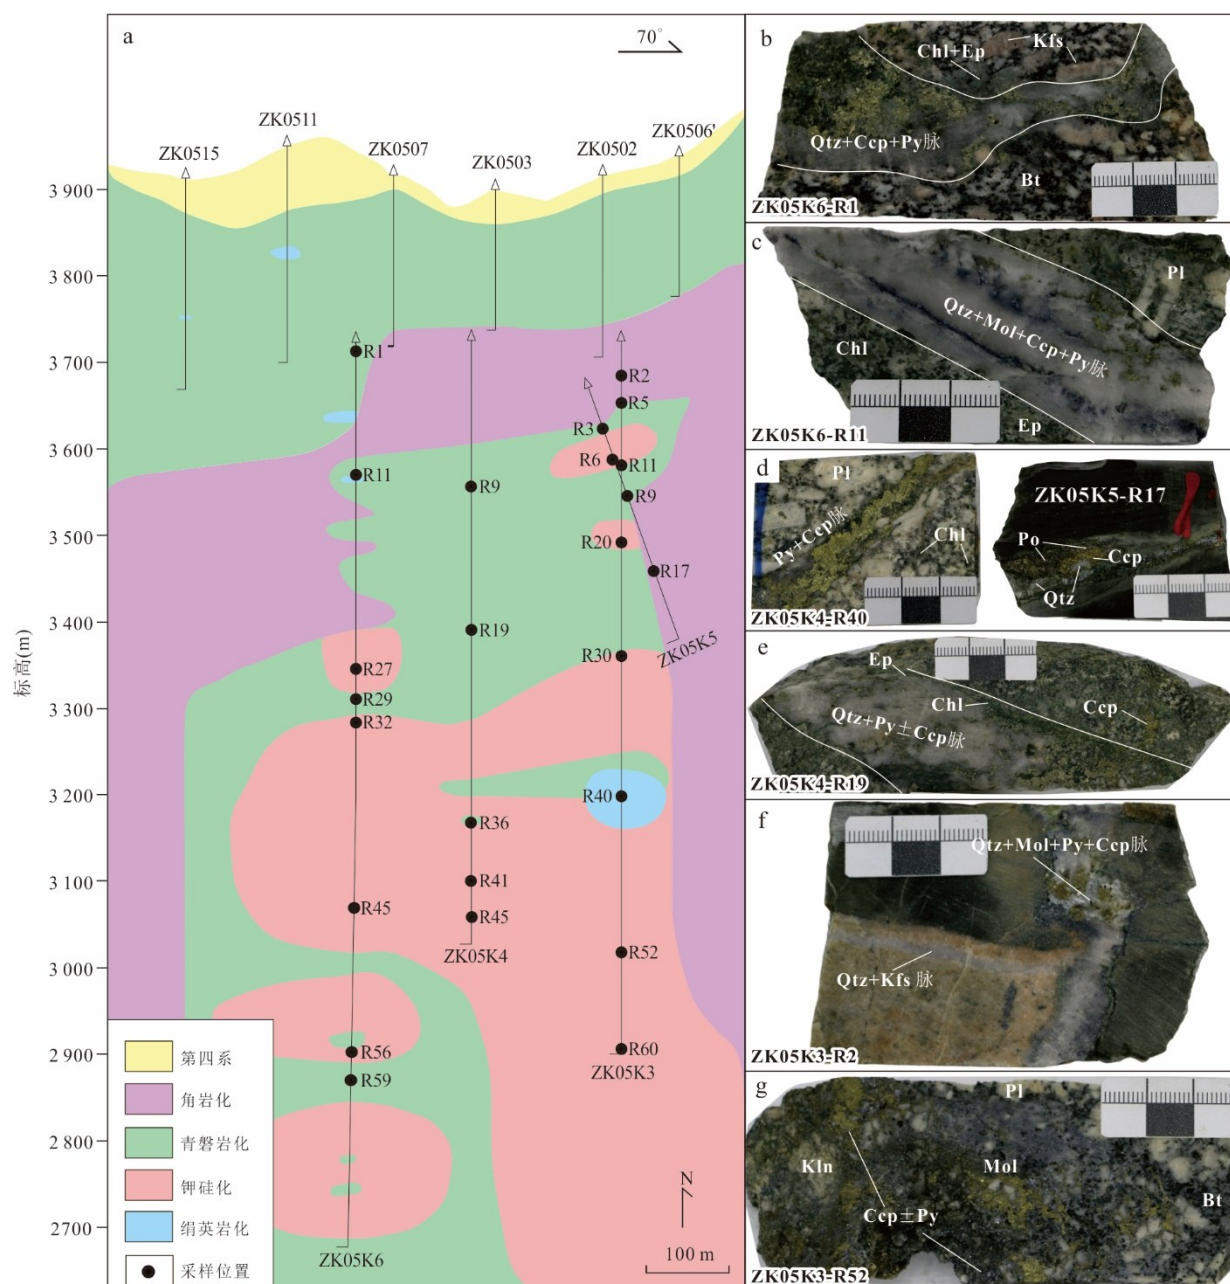 a
70°
ZK0515
ZK0511
ZK0507
ZK0503
ZK0502
ZK0506
标高(m)
3 900
3 800
3 700
3 600
3 500
3 400
3 300
3 200
3 100
3 000
2 900
2 800
2700
R1
R11
R27
R29
R32
R45
R56
R59
ZK05K6
R9
R19
R36
R41
R45
ZK05K4
R2
R5
R11
R20
R30
R40
R52
R60
ZK05K3
R3
R6
R9
R17
ZK05K5
第四系
角岩化
青磐岩化
钾硅化
绢英岩化
采样位置
N
100 m
b
Kfs
Chl+Ep
Qtz+Ccp+Py脉
Bt
ZK05K6-R1
c
Pl
Qtz+Mol+Ccp+Py脉
Chl
Ep
ZK05K6-R11
d
Pl
Py+Ccp脉
Chl
ZK05K4-R40
ZK05K5-R17
Po
Ccp
Qtz
e
Ep
Chl
Ccp
Qtz+Py±Ccp脉
ZK05K4-R19
f
Qtz+Mol+Py+Ccp脉
Qtz+Kfs 脉
ZK05K3-R2
g
Pl
Kln
Mol
Bt
Ccp±Py
ZK05K3-R52